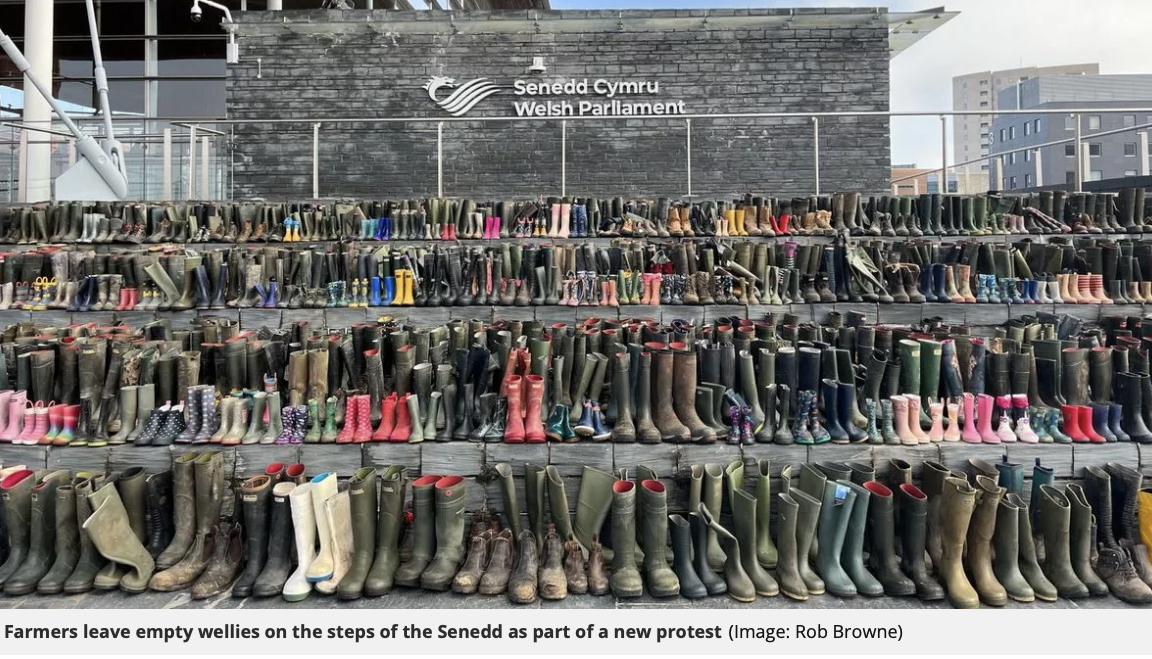 Senedd Cymru
Welsh Parliament
Farmers leave empty wellies on the steps of the Senedd as part of a new protest (Image: Rob Browne)